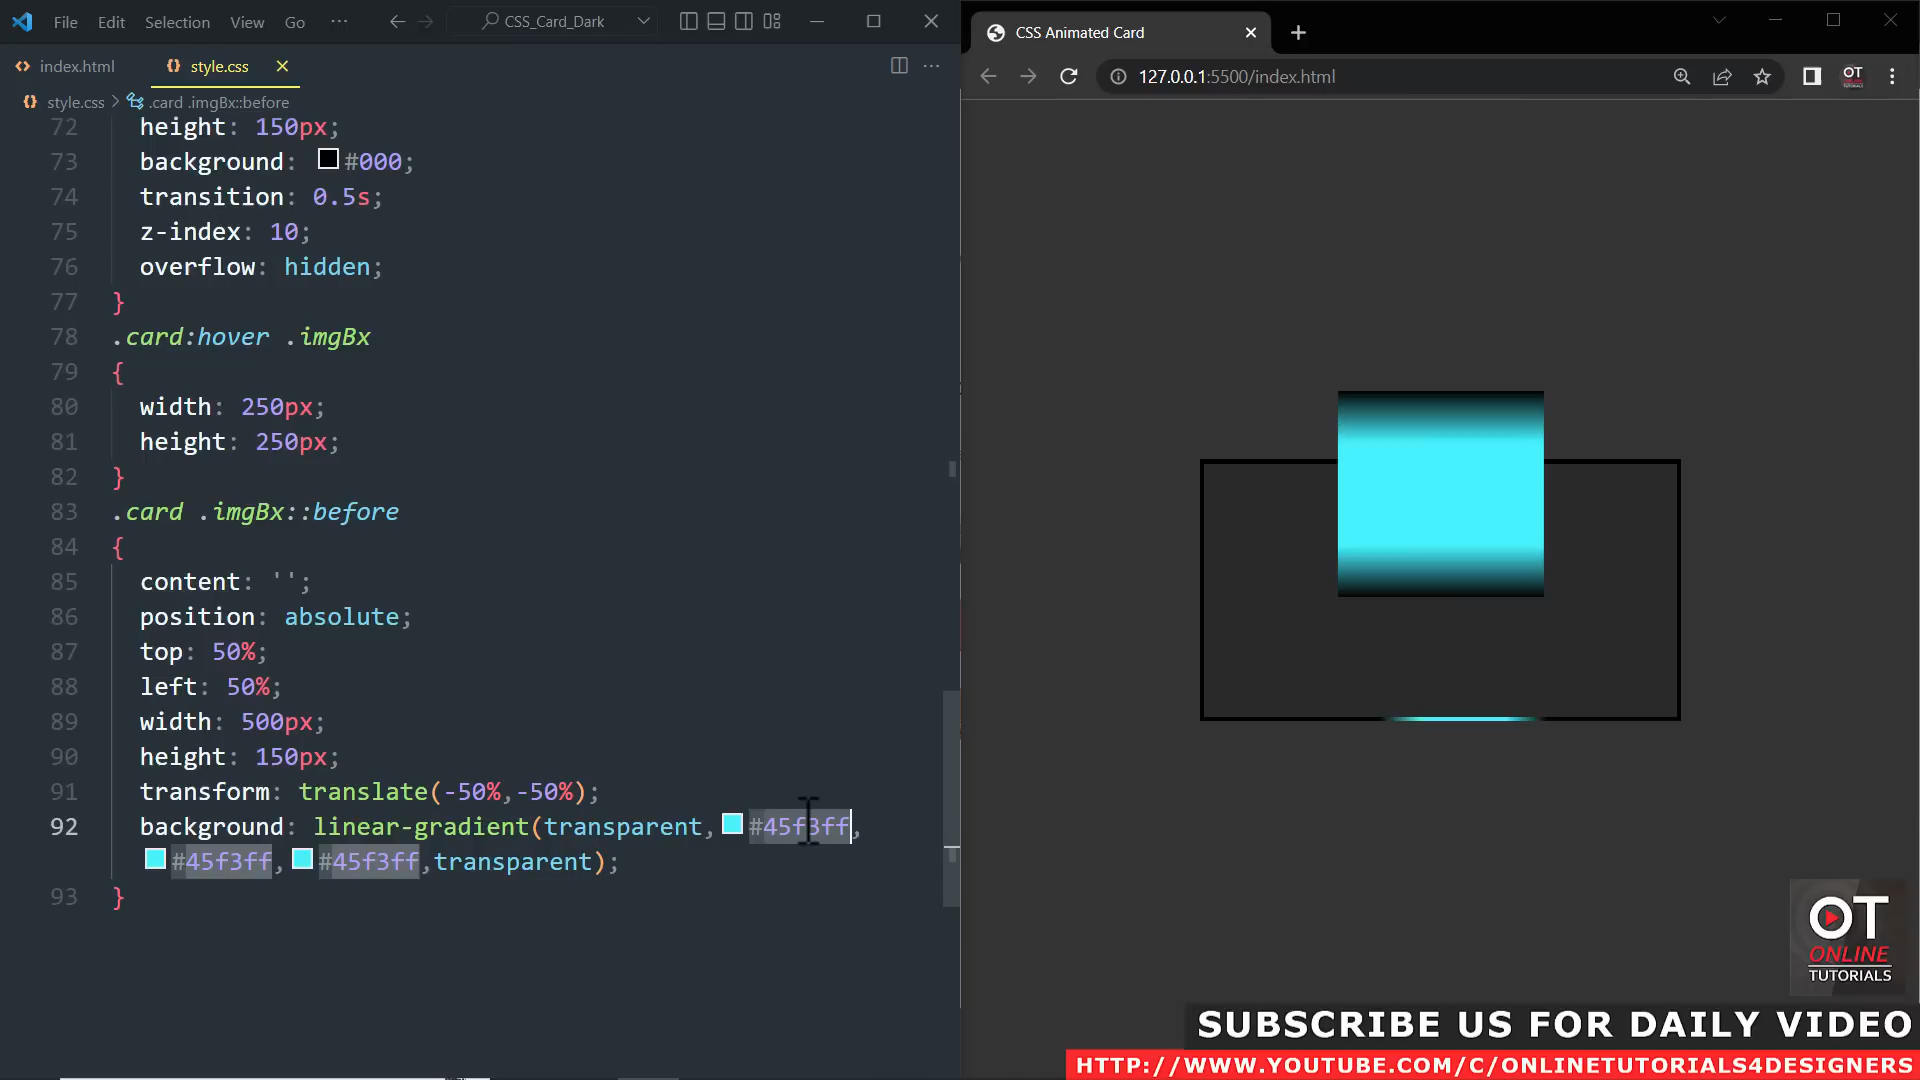 File Edit Selection View Go ··· CSS_Card_Dark
index.html style.css
style.css > .card .imgBx::before
72 height: 150px;
73 background: #000;
74 transition: 0.5s;
75 z-index: 10;
76 overflow: hidden;
77 }
78 .card:hover .imgBx
79 {
80 width: 250px;
81 height: 250px;
82 }
83 .card .imgBx::before
84 {
85 content: '';
86 position: absolute;
87 top: 50%;
88 left: 50%;
89 width: 500px;
90 height: 150px;
91 transform: translate(-50%,-50%);
92 background: linear-gradient(transparent,#45f3ff,
#45f3ff,#45f3ff,transparent);
93 }
CSS Animated Card
127.0.0.1:5500/index.html
OT
ONLINE
TUTORIALS
SUBSCRIBE US FOR DAILY VIDEO
HTTP://WWW.YOUTUBE.COM/C/ONLINETUTORIALS4DESIGNERS